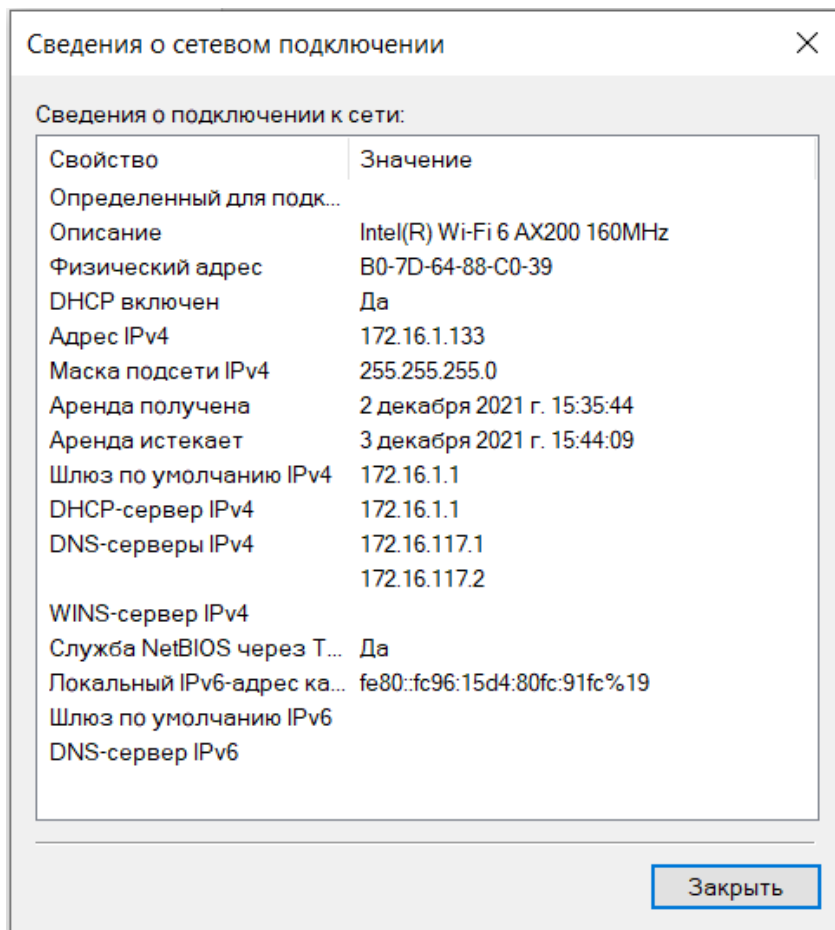 Сведения о сетевом подключении
Сведения о подключении к сети:
Свойство Значение
Определенный для подк...
Описание Intel(R) Wi-Fi 6 AX200 160MHz
Физический адрес B0-7D-64-88-C0-39
DHCP включен Да
Адрес IPv4 172.16.1.133
Маска подсети IPv4 255.255.255.0
Аренда получена 2 декабря 2021 г. 15:35:44
Аренда истекает 3 декабря 2021 г. 15:44:09
Шлюз по умолчанию IPv4 172.16.1.1
DHCP-сервер IPv4 172.16.1.1
DNS-серверы IPv4 172.16.117.1
172.16.117.2
WINS-сервер IPv4
Служба NetBIOS через T... Да
Локальный IPv6-адрес ка... fe80::fc96:15d4:80fc:91fc%19
Шлюз по умолчанию IPv6
DNS-сервер IPv6
Закрыть